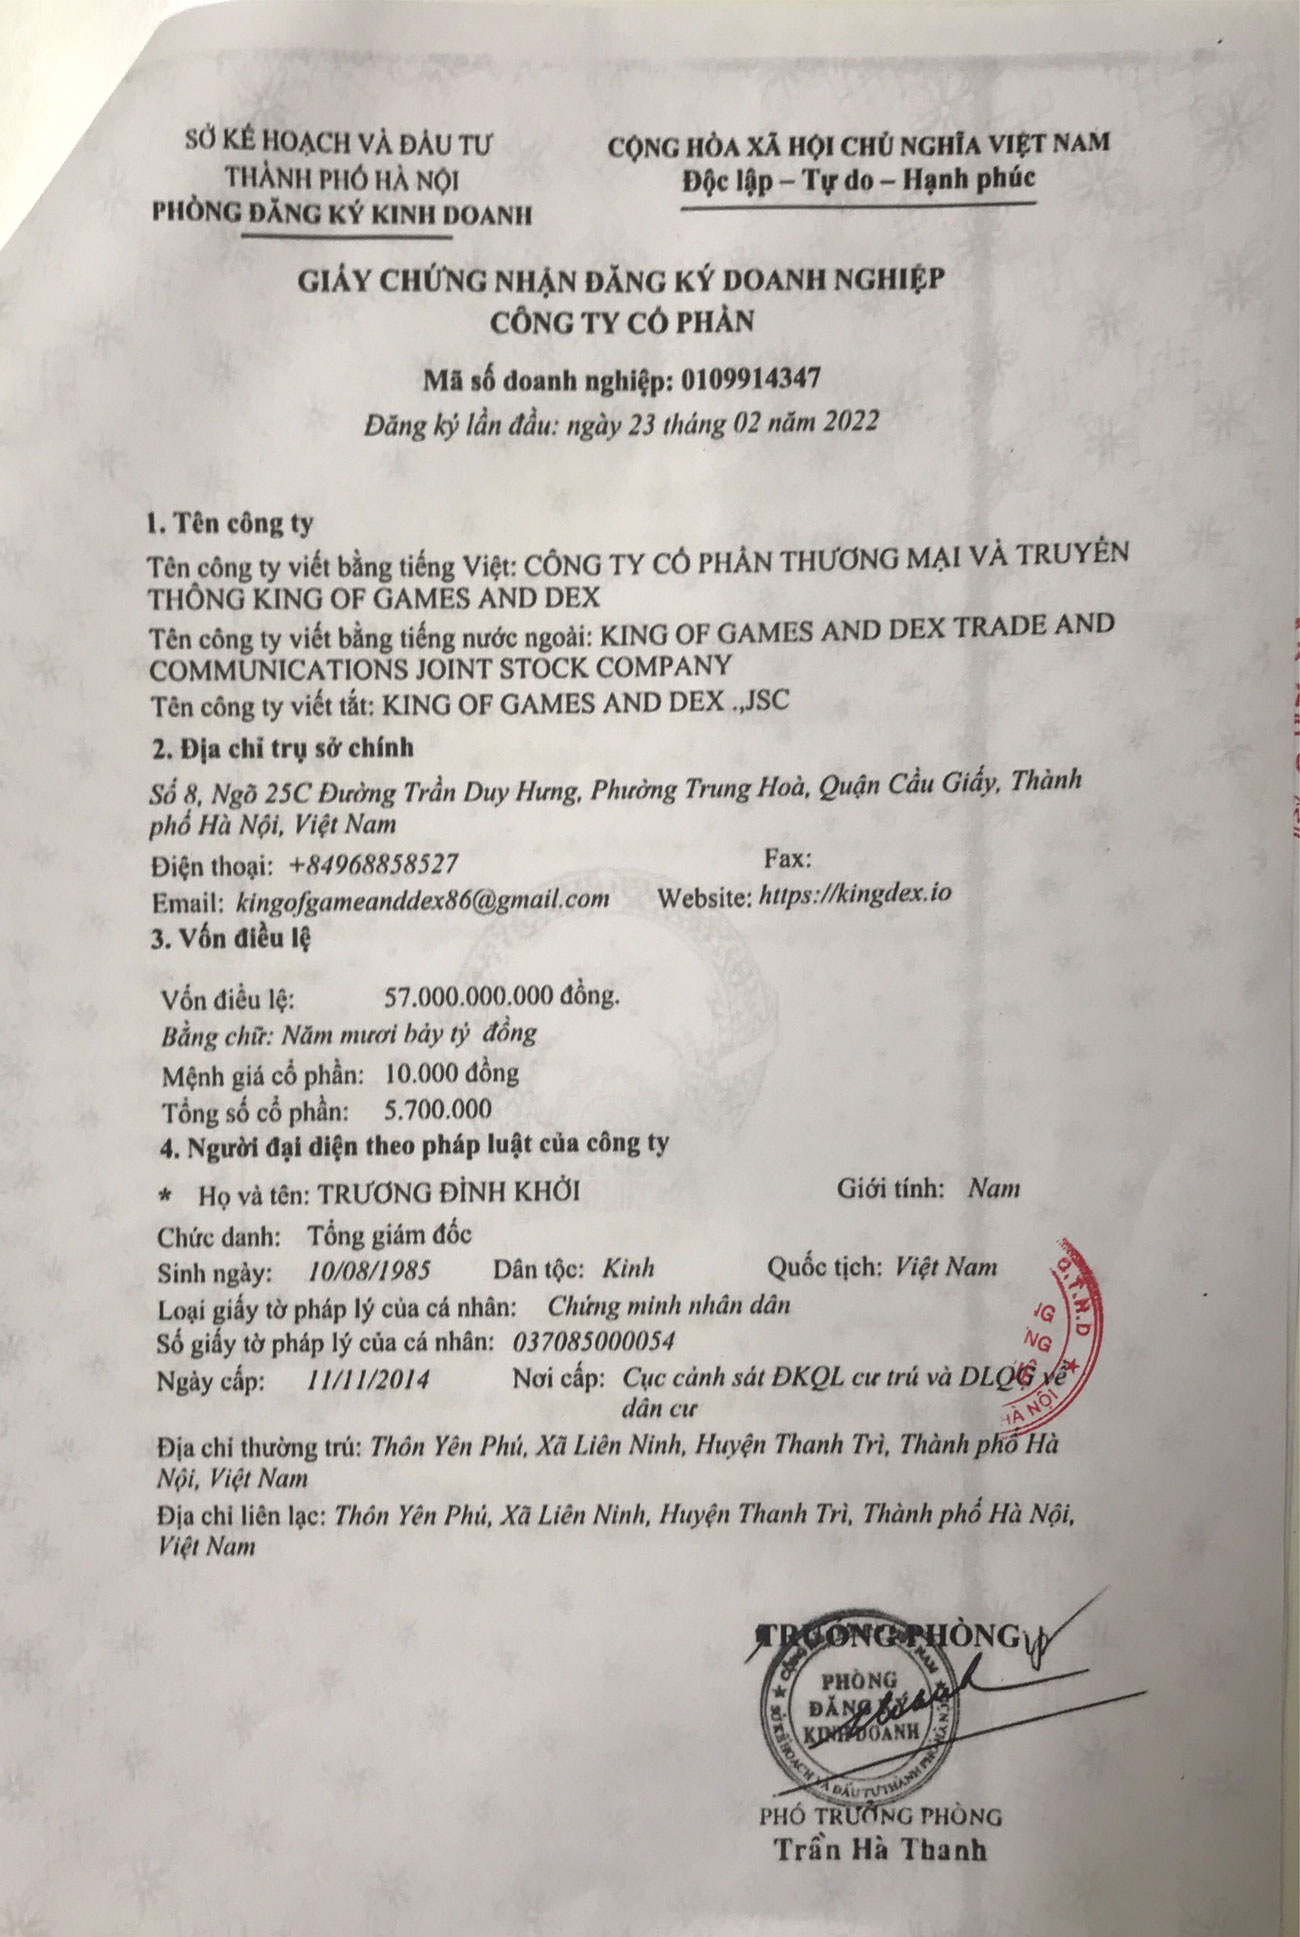 SỞ KẾ HOẠCH VÀ ĐẦU TƯ
THÀNH PHỐ HÀ NỘI
PHÒNG ĐĂNG KÝ KINH DOANH
CỘNG HÒA XÃ HỘI CHỦ NGHĨA VIỆT NAM
Độc lập – Tự do – Hạnh phúc
GIẤY CHỨNG NHẬN ĐĂNG KÝ DOANH NGHIỆP
CÔNG TY CỔ PHẦN
Mã số doanh nghiệp: 0109914347
Đăng ký lần đầu: ngày 23 tháng 02 năm 2022
1. Tên công ty
Tên công ty viết bằng tiếng Việt: CÔNG TY CỔ PHẦN THƯƠNG MẠI VÀ TRUYỀN
THÔNG KING OF GAMES AND DEX
Tên công ty viết bằng tiếng nước ngoài: KING OF GAMES AND DEX TRADE AND
COMMUNICATIONS JOINT STOCK COMPANY
Tên công ty viết tắt: KING OF GAMES AND DEX .,JSC
2. Địa chỉ trụ sở chính
Số 8, Ngõ 25C Đường Trần Duy Hưng, Phường Trung Hoà, Quận Cầu Giấy, Thành
phố Hà Nội, Việt Nam
Điện thoại: +84968858527 Fax:
Email: kingofgameanddex86@gmail.com Website: https://kingdex.io
3. Vốn điều lệ
Vốn điều lệ: 57.000.000.000 đồng.
Bằng chữ: Năm mươi bảy tỷ đồng
Mệnh giá cổ phần: 10.000 đồng
Tổng số cổ phần: 5.700.000
4. Người đại diện theo pháp luật của công ty
* Họ và tên: TRƯƠNG ĐÌNH KHỞI Giới tính: Nam
Chức danh: Tổng giám đốc
Sinh ngày: 10/08/1985 Dân tộc: Kinh Quốc tịch: Việt Nam
Loại giấy tờ pháp lý của cá nhân: Chứng minh nhân dân
Số giấy tờ pháp lý của cá nhân: 037085000054
Ngày cấp: 11/11/2014 Nơi cấp: Cục cảnh sát ĐKQL cư trú và DLQG về
dân cư
Địa chỉ thường trú: Thôn Yên Phú, Xã Liên Ninh, Huyện Thanh Trì, Thành phố Hà
Nội, Việt Nam
Địa chỉ liên lạc: Thôn Yên Phú, Xã Liên Ninh, Huyện Thanh Trì, Thành phố Hà Nội,
Việt Nam
Q.T.N.D
HÀ NỘI
TRƯỞNG PHÒNG
PHÒNG
ĐĂNG KÝ
KINH DOANH
SỞ KẾ HOẠCH VÀ ĐẦU TƯ THÀNH PHỐ HÀ NỘI
PHÓ TRƯỞNG PHÒNG
Trần Hà Thanh